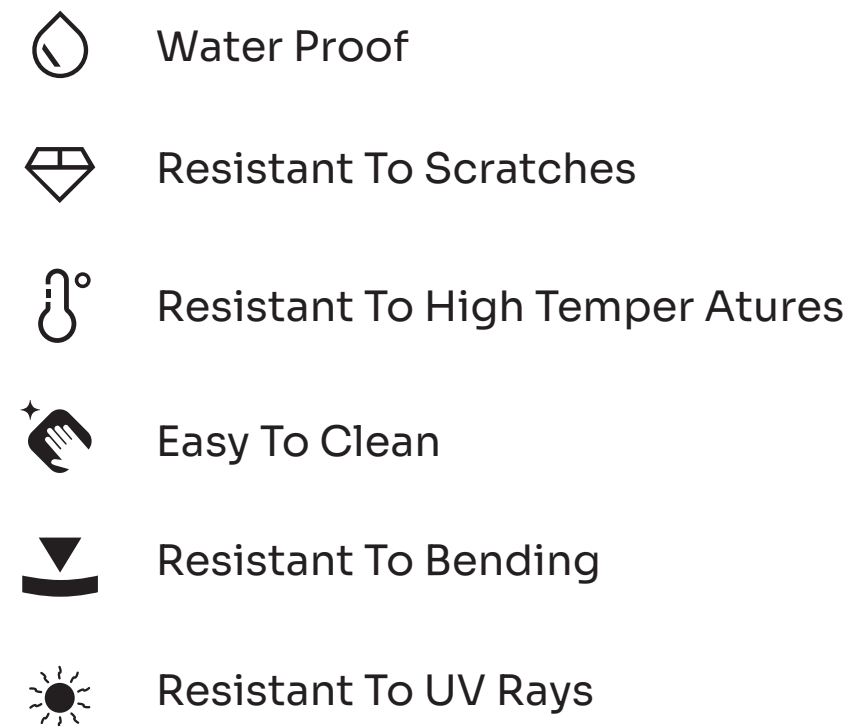 Water Proof
Resistant To Scratches
Resistant To High Temper Atures
Easy To Clean
Resistant To Bending
Resistant To UV Rays